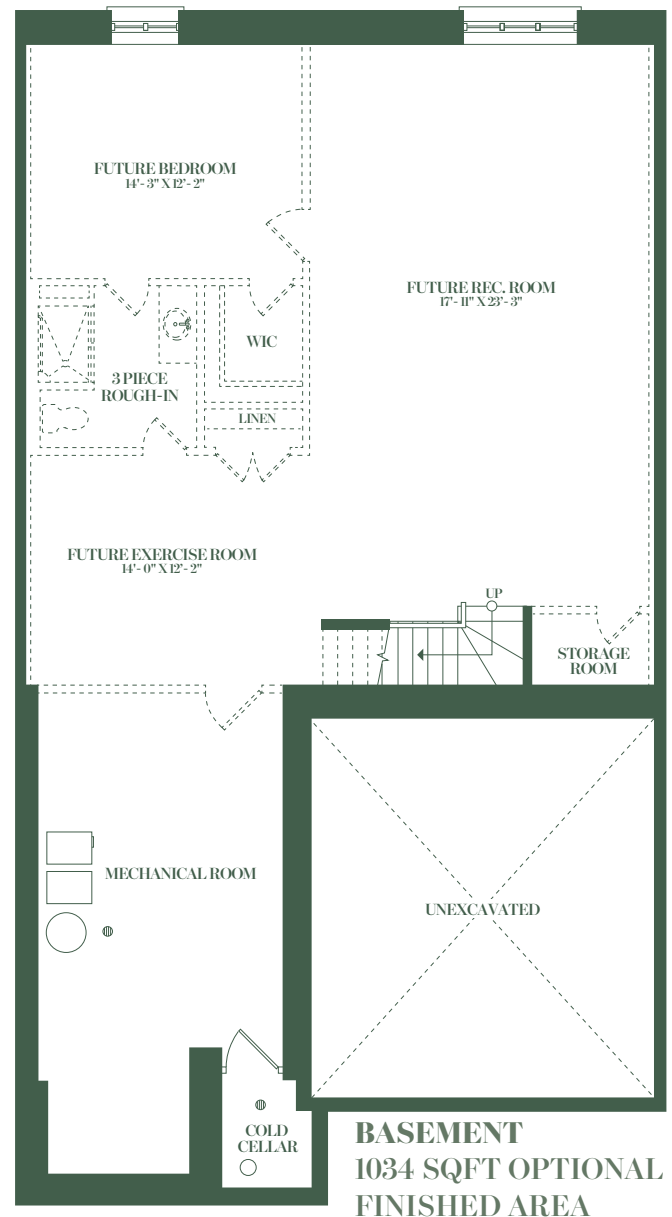 FUTURE BEDROOM
14'- 3" X 12'- 2"
FUTURE REC. ROOM
17'- 11" X 23'- 3"
WIC
3 PIECE
ROUGH-IN
LINEN
FUTURE EXERCISE ROOM
14'- 0" X 12'- 2"
UP
STORAGE
ROOM
MECHANICAL ROOM
UNEXCAVATED
COLD
CELLAR
BASEMENT
1034 SQFT OPTIONAL
FINISHED AREA